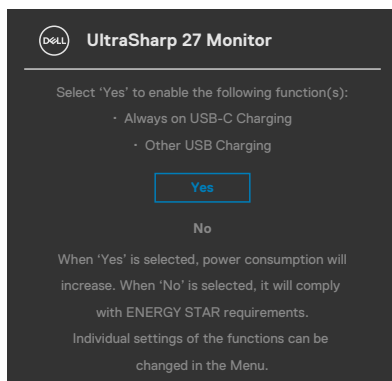 DELL UltraSharp 27 Monitor
Select ‘Yes’ to enable the following function(s):
· Always on USB-C Charging
· Other USB Charging
Yes
No
When ‘Yes’ is selected, power consumption will
increase. When ‘No’ is selected, it will comply
with ENERGY STAR requirements.
Individual settings of the functions can be
changed in the Menu.